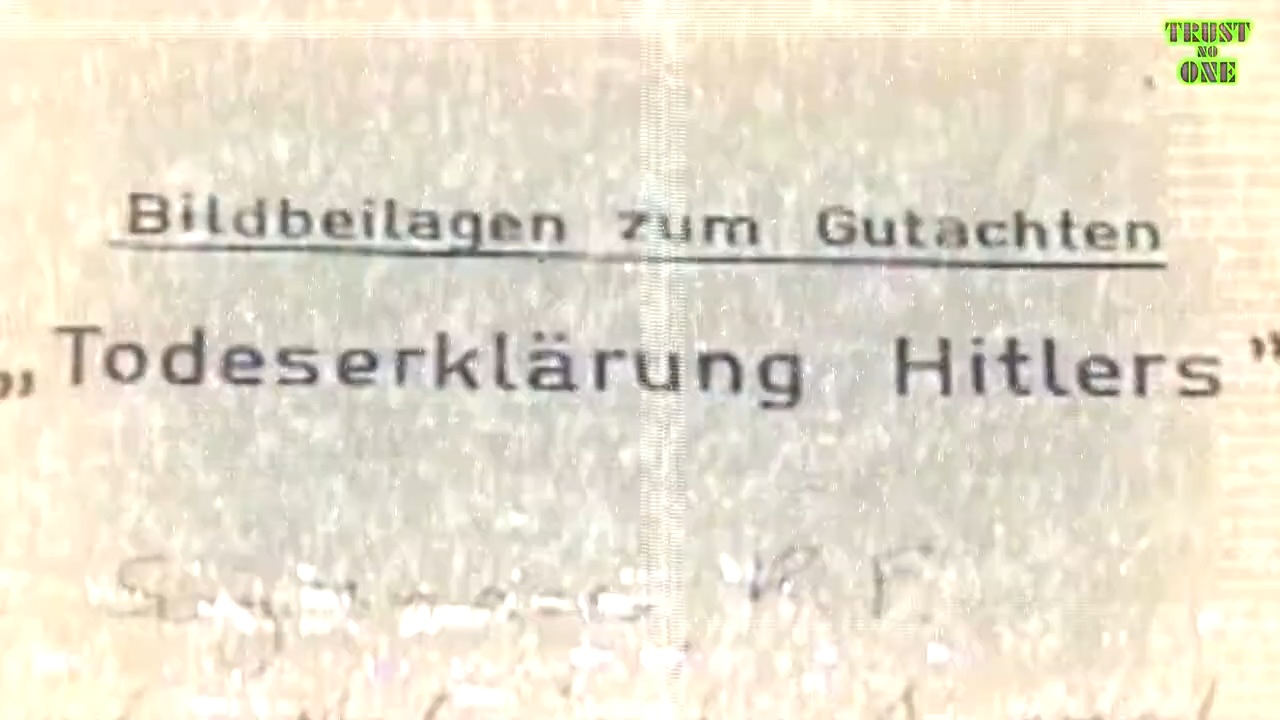 TRUST
NO
ONE
Bildbeilagen zum Gutachten
„Todeserklärung Hitlers"